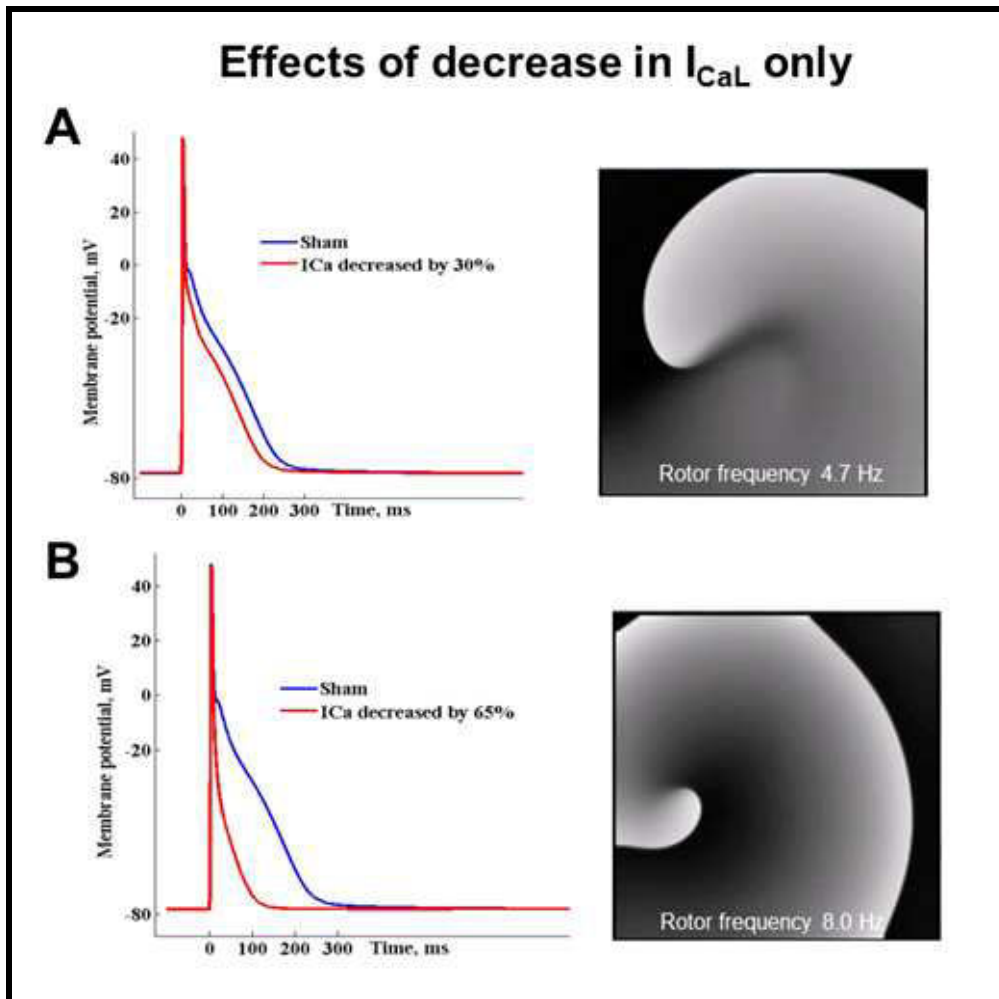 Effects of decrease in ICaL only
A
Membrane potential, mV
40
20
0
-20
-80
Sham
ICa decreased by 30%
0 100 200 300 Time, ms
Rotor frequency 4.7 Hz
B
Membrane potential, mV
40
20
0
-20
-80
Sham
ICa decreased by 65%
0 100 200 300 Time, ms
Rotor frequency 8.0 Hz